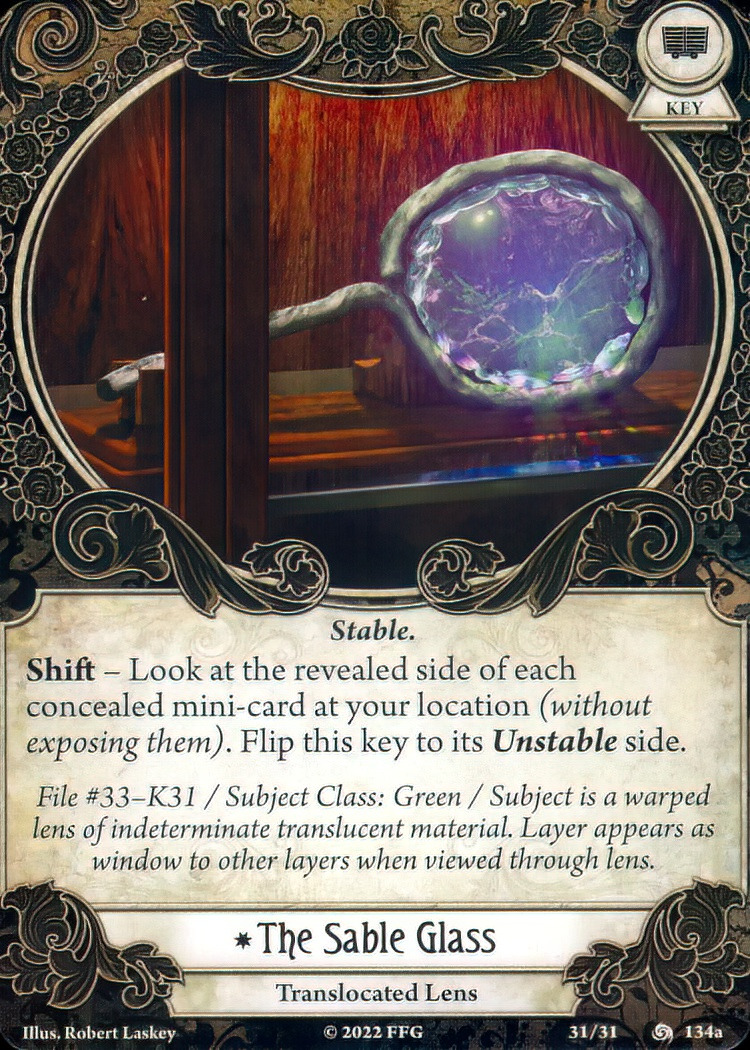 KEY
Stable.
Shift – Look at the revealed side of each
concealed mini-card at your location (without
exposing them). Flip this key to its Unstable side.
File #33–K31 / Subject Class: Green / Subject is a warped
lens of indeterminate translucent material. Layer appears as
window to other layers when viewed through lens.
The Sable Glass
Translocated Lens
Illus. Robert Laskey © 2022 FFG 31/31 134a